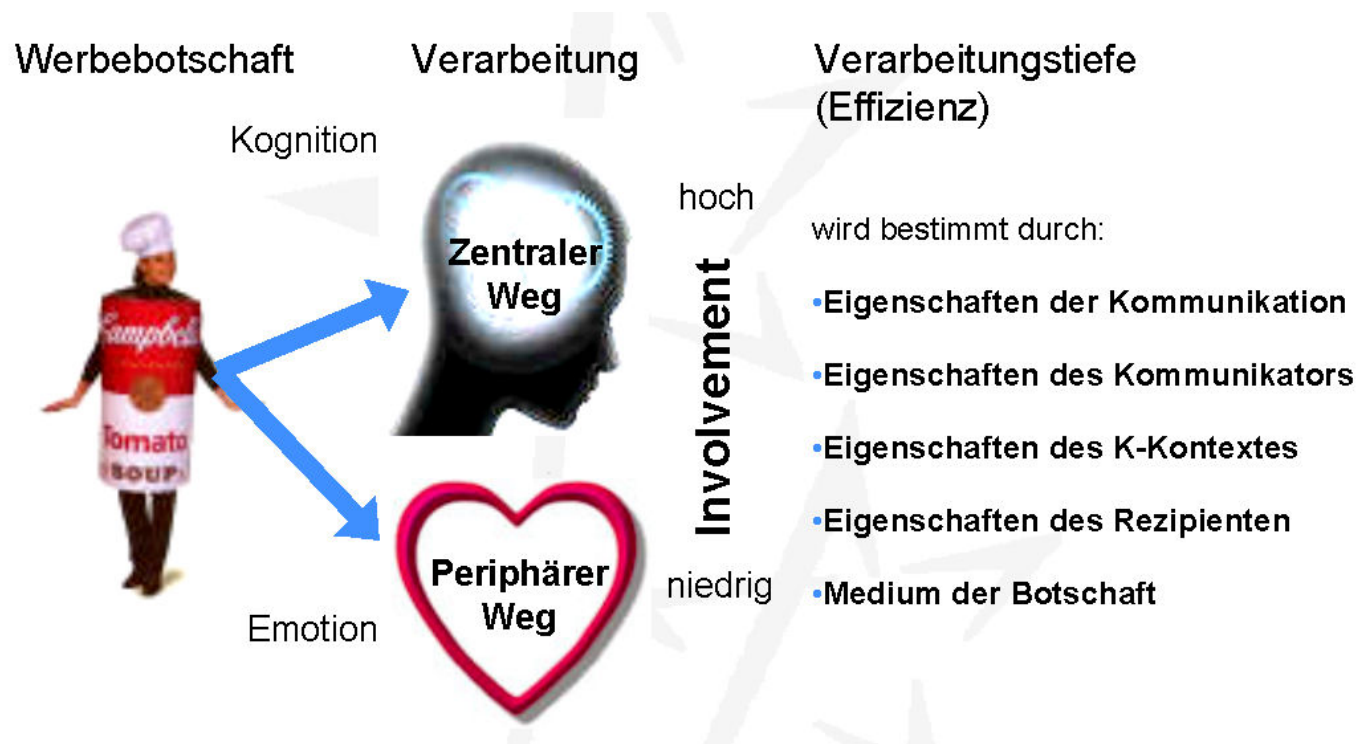 Werbebotschaft
Verarbeitung
Verarbeitungstiefe
(Effizienz)
Kognition
Campbell's
Tomato
SOUP
Zentraler
Weg
Periphärer
Weg
Emotion
hoch
Involvement
niedrig
wird bestimmt durch:
•Eigenschaften der Kommunikation
•Eigenschaften des Kommunikators
•Eigenschaften des K-Kontextes
•Eigenschaften des Rezipienten
•Medium der Botschaft